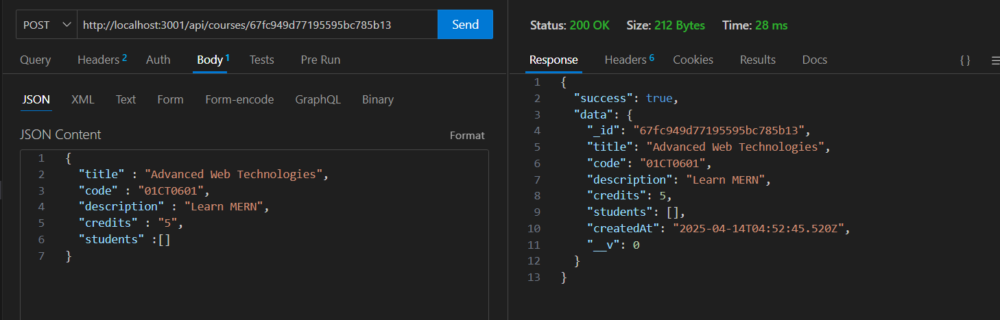 POST http://localhost:3001/api/courses/67fc949d77195595bc785b13 Send
Query Headers 2 Auth Body 1 Tests Pre Run
JSON XML Text Form Form-encode GraphQL Binary
JSON Content Format
1 {
2 "title" : "Advanced Web Technologies",
3 "code" : "01CT0601",
4 "description" : "Learn MERN",
5 "credits" : "5",
6 "students" :[]
7 }
Status: 200 OK Size: 212 Bytes Time: 28 ms
Response Headers 6 Cookies Results Docs { }
1 {
2 "success": true,
3 "data": {
4 "_id": "67fc949d77195595bc785b13",
5 "title": "Advanced Web Technologies",
6 "code": "01CT0601",
7 "description": "Learn MERN",
8 "credits": 5,
9 "students": [],
10 "createdAt": "2025-04-14T04:52:45.520Z",
11 "__v": 0
12 }
13 }